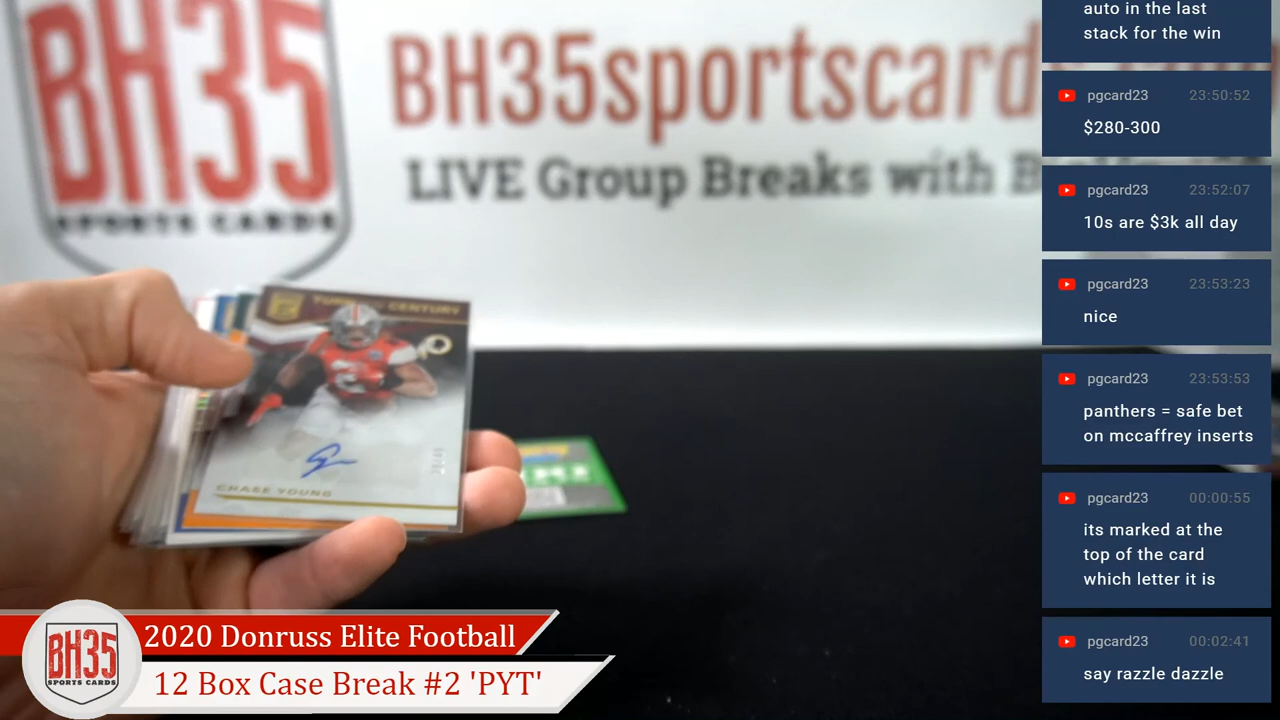 BH35
SPORTS CARDS
BH35sportscard
LIVE Group Breaks with
CENTURY
CHASE YOUNG
2020 Donruss Elite Football
12 Box Case Break #2 'PYT'
BH35
SPORTS CARDS
auto in the last
stack for the win
pgcard23 23:50:52
$280-300
pgcard23 23:52:07
10s are $3k all day
pgcard23 23:53:23
nice
pgcard23 23:53:53
panthers = safe bet
on mccaffrey inserts
pgcard23 00:00:55
its marked at the
top of the card
which letter it is
pgcard23 00:02:41
say razzle dazzle